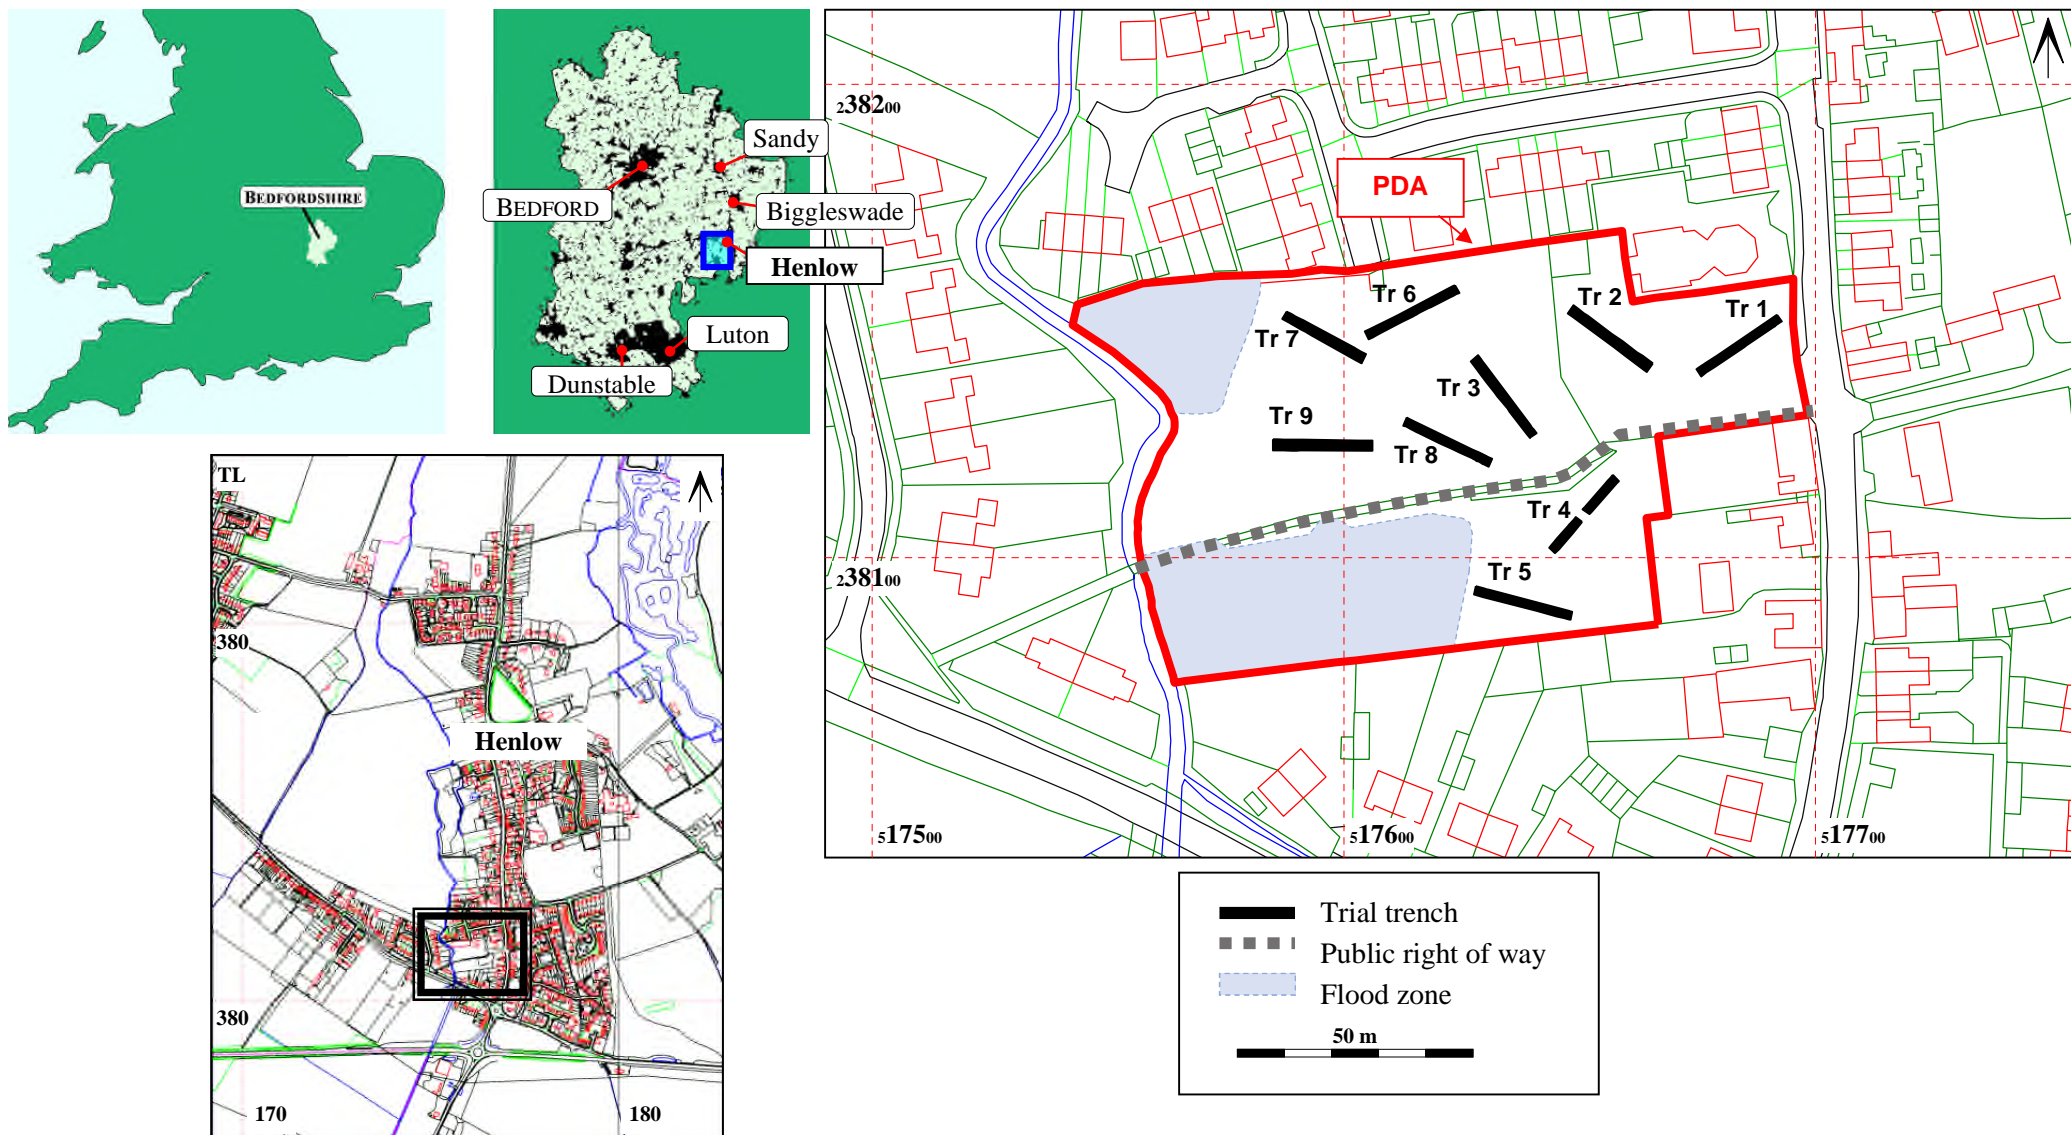 BEDFORDSHIRE
Sandy
BEDFORD
Biggleswade
Henlow
Luton
Dunstable
238200
PDA
Tr 6
Tr 2
Tr 1
Tr 7
Tr 3
Tr 9
Tr 8
Tr 4
238100
Tr 5
517500
517600
517700
TL
380
Henlow
380
170
180
Trial trench
Public right of way
Flood zone
50 m